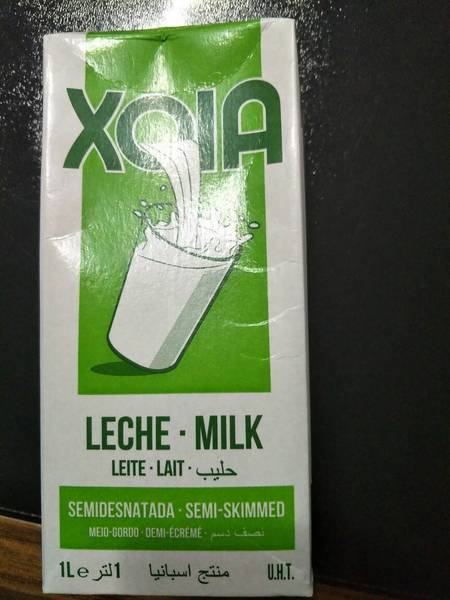 XOIA
LECHE · MILK
LEITE · LAIT · حليب
SEMIDESNATADA · SEMI-SKIMMED
MEIO-GORDO · DEMI-ÉCRÉMÉ · نصف دسم
1L e 1لتر منتج اسبانيا U.H.T.